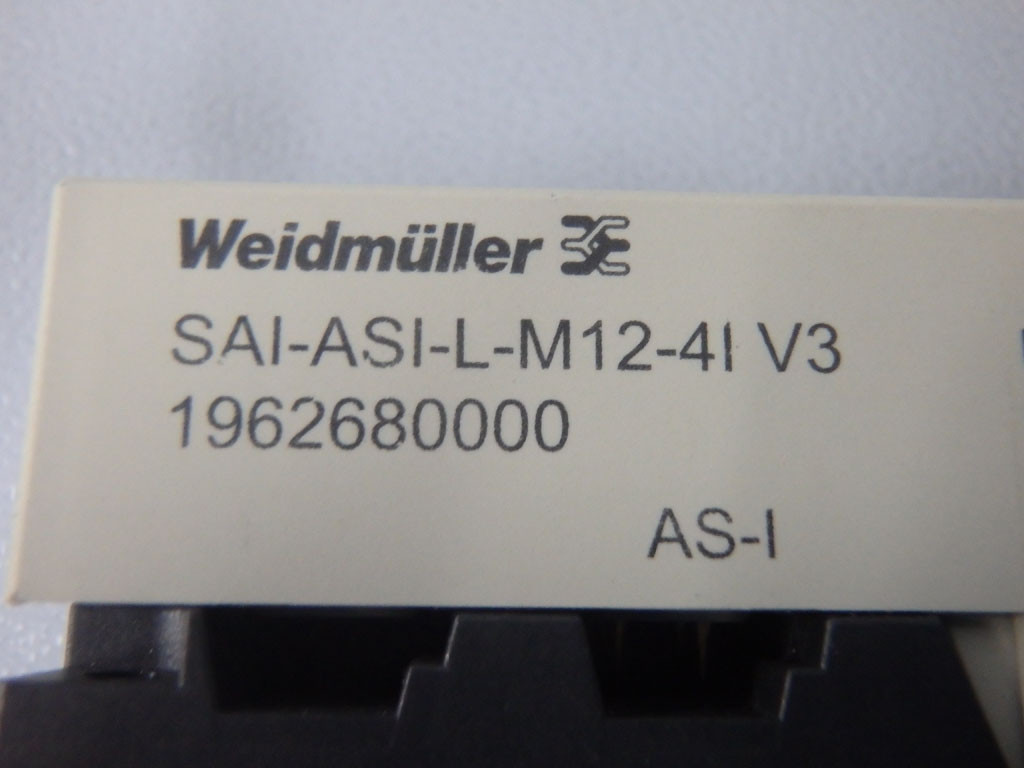 Weidmüller
SAI-ASI-L-M12-4I V3
1962680000
AS-I